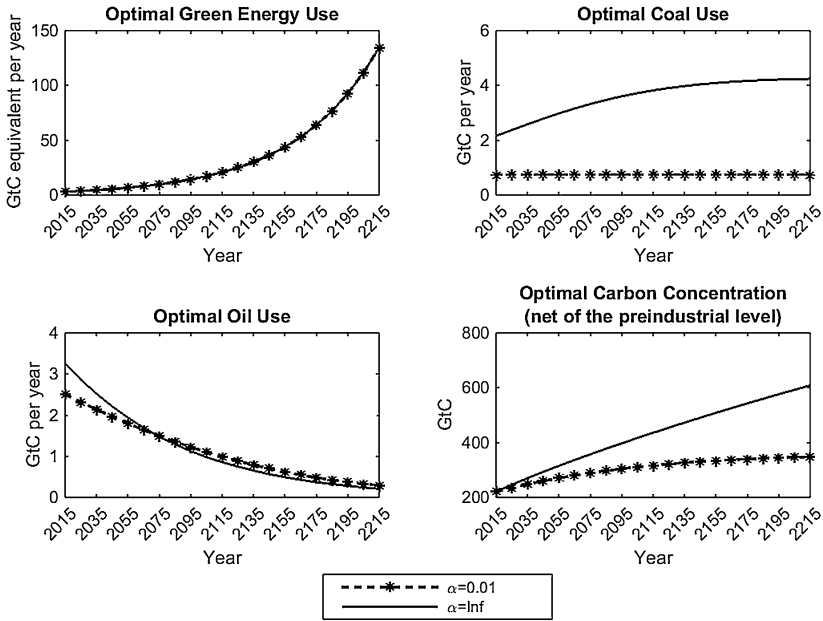 Optimal Green Energy Use
GtC equivalent per year
150
100
50
0
2015 2035 2055 2075 2095 2115 2135 2155 2175 2195 2215
Year
Optimal Coal Use
GtC per year
6
4
2
0
2015 2035 2055 2075 2095 2115 2135 2155 2175 2195 2215
Year
Optimal Oil Use
GtC per year
4
3
2
1
0
2015 2035 2055 2075 2095 2115 2135 2155 2175 2195 2215
Year
Optimal Carbon Concentration
(net of the preindustrial level)
GtC
800
600
400
200
2015 2035 2055 2075 2095 2115 2135 2155 2175 2195 2215
Year
α=0.01
α=Inf